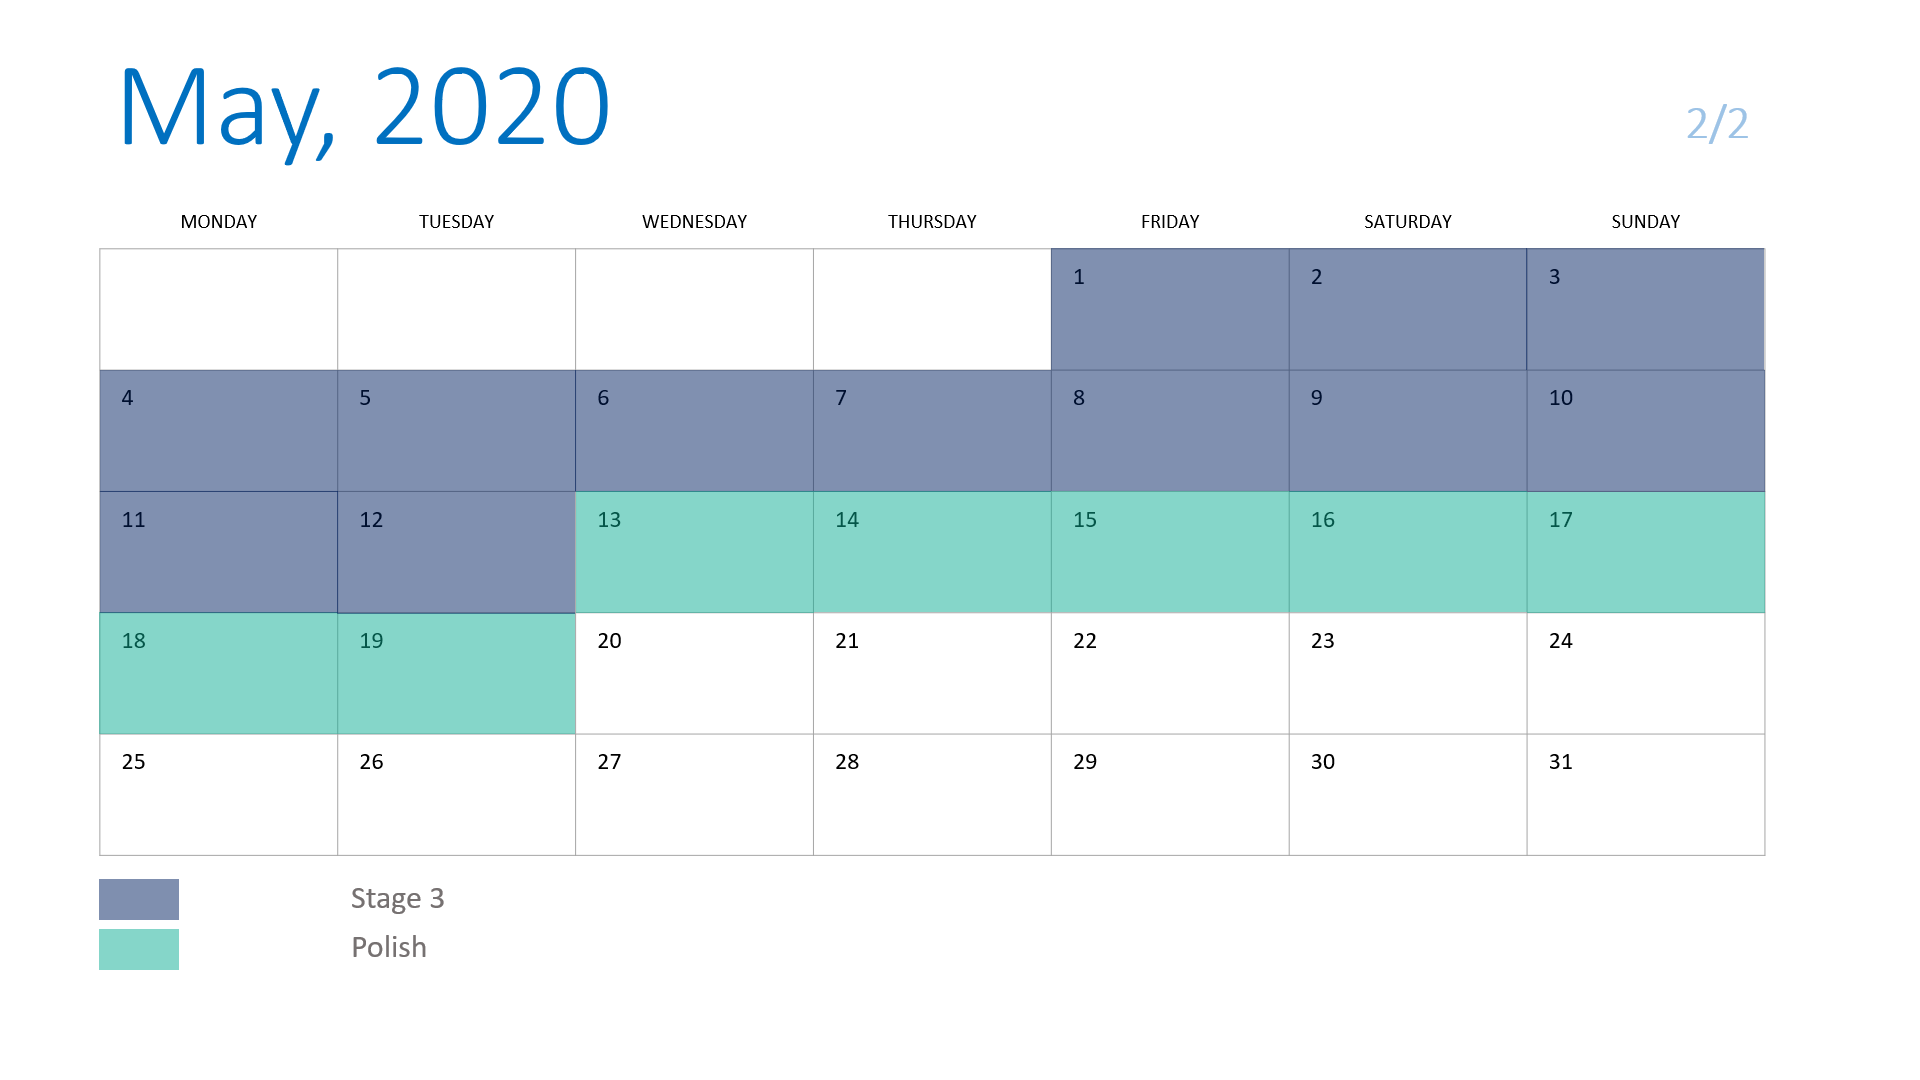 May, 2020
2/2
MONDAY TUESDAY WEDNESDAY THURSDAY FRIDAY SATURDAY SUNDAY
1 2 3
4 5 6 7 8 9 10
11 12 13 14 15 16 17
18 19 20 21 22 23 24
25 26 27 28 29 30 31
Stage 3
Polish